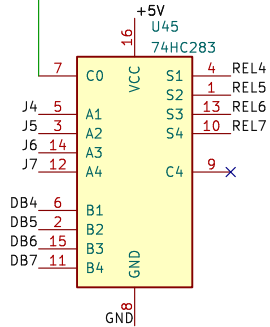 +5V
U45
74HC283
16
VCC
7 C0 S1 4 REL4
S2 1 REL5
J4 5 A1 S3 13 REL6
J5 3 A2 S4 10 REL7
J6 14 A3
J7 12 A4 C4 9
DB4 6 B1
DB5 2 B2
DB6 15 B3
DB7 11 B4
GND
8
GND